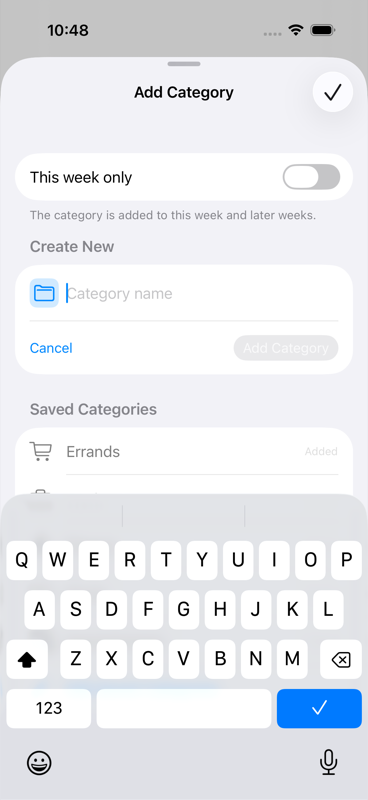 10:48
Add Category
This week only
The category is added to this week and later weeks.
Create New
Category name
Cancel
Add Category
Saved Categories
Errands
Added
Q W E R T Y U I O P
A S D F G H J K L
Z X C V B N M
123